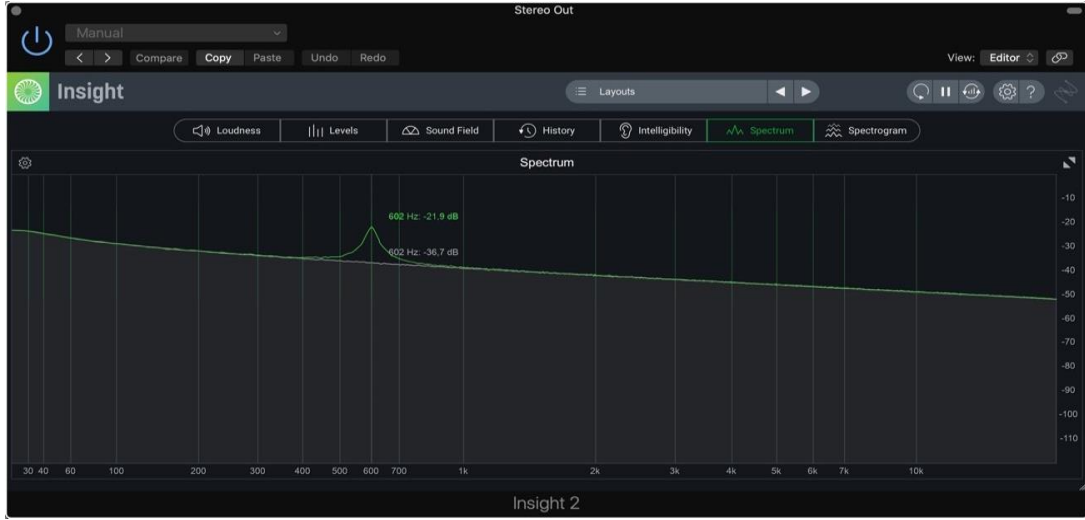 Stereo Out
Manual
Compare Copy Paste Undo Redo View: Editor
Insight Layouts ?
Loudness Levels Sound Field History Intelligibility Spectrum Spectrogram
Spectrum
-10
602 Hz: -21,9 dB
-20
-30
602 Hz: -36,7 dB
-40
-50
-60
-70
-80
-90
-100
-110
30 40 60 100 200 300 400 500 600 700 1k 2k 3k 4k 5k 6k 7k 10k
Insight 2